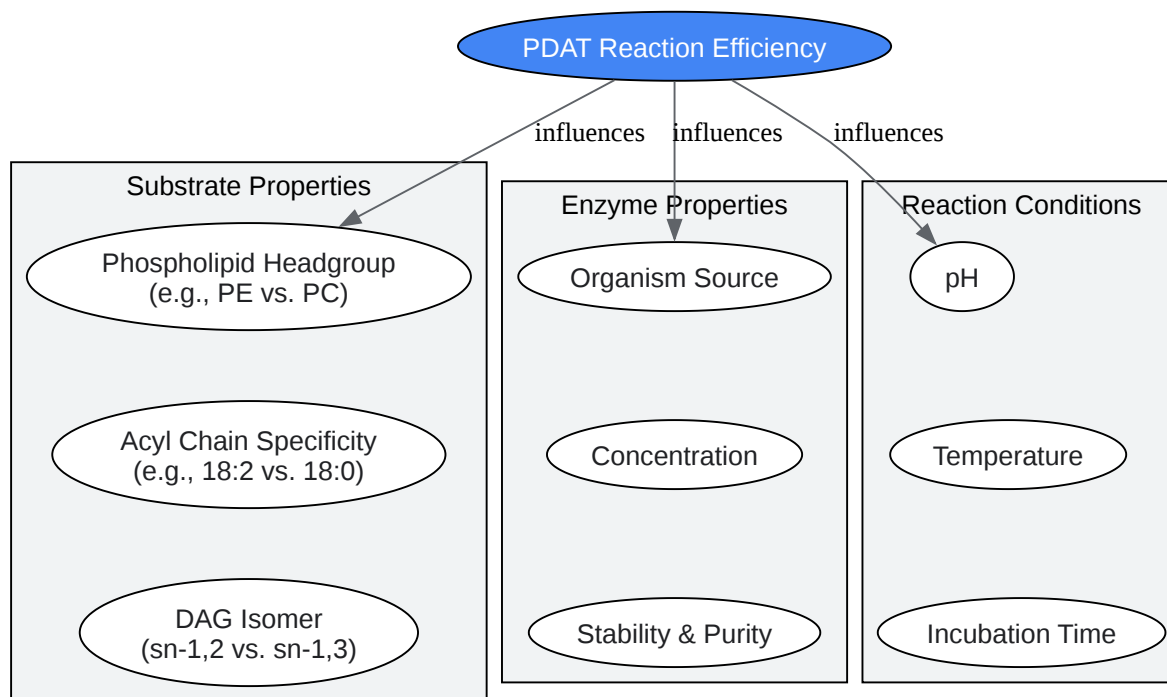 PDAT Reaction Efficiency
influences
influences
influences
Substrate Properties
Phospholipid Headgroup
(e.g., PE vs. PC)
Acyl Chain Specificity
(e.g., 18:2 vs. 18:0)
DAG Isomer
(sn-1,2 vs. sn-1,3)
Enzyme Properties
Organism Source
Concentration
Stability & Purity
Reaction Conditions
pH
Temperature
Incubation Time